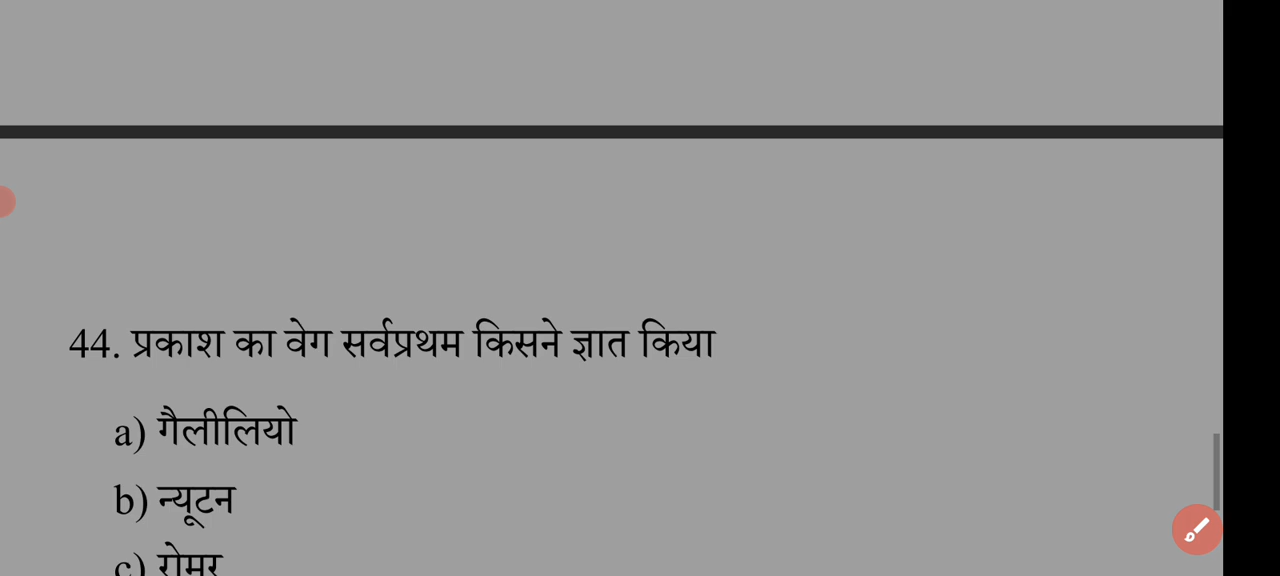 44. प्रकाश का वेग सर्वप्रथम किसने ज्ञात किया
a) गैलीलियो
b) न्यूटन
c) रोमर